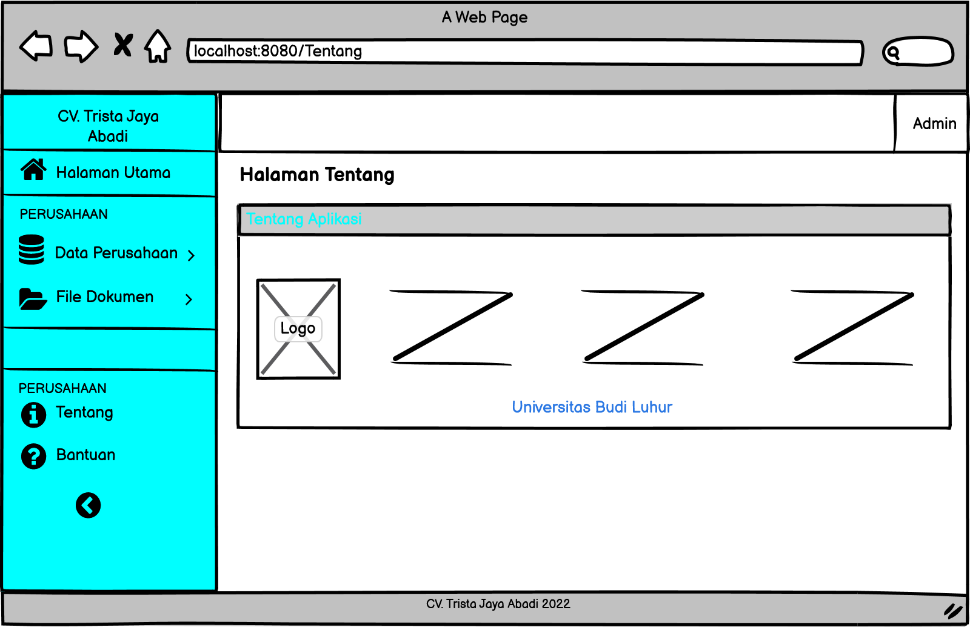 A Web Page
localhost:8080/Tentang
CV. Trista Jaya
Abadi
Admin
Halaman Utama
PERUSAHAAN
Data Perusahaan
File Dokumen
PERUSAHAAN
Tentang
Bantuan
Halaman Tentang
Tentang Aplikasi
Logo
Universitas Budi Luhur
CV. Trista Jaya Abadi 2022